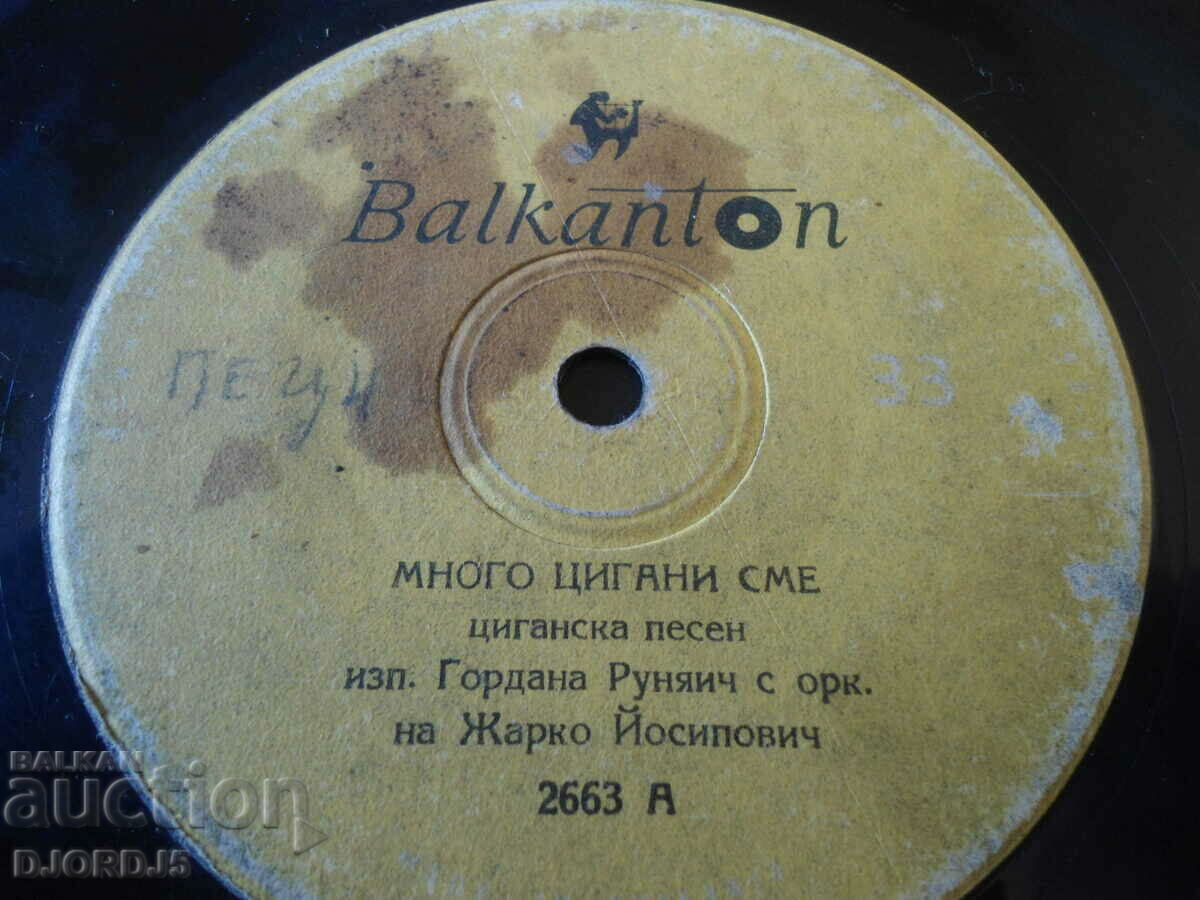 Balkanton
ПЕЦИ 33
МНОГО ЦИГАНИ СМЕ
циганска песен
изп. Гордана Руняич с орк.
на Жарко Йосипович
2663 А
BALKAN
auction
DJORDJ5